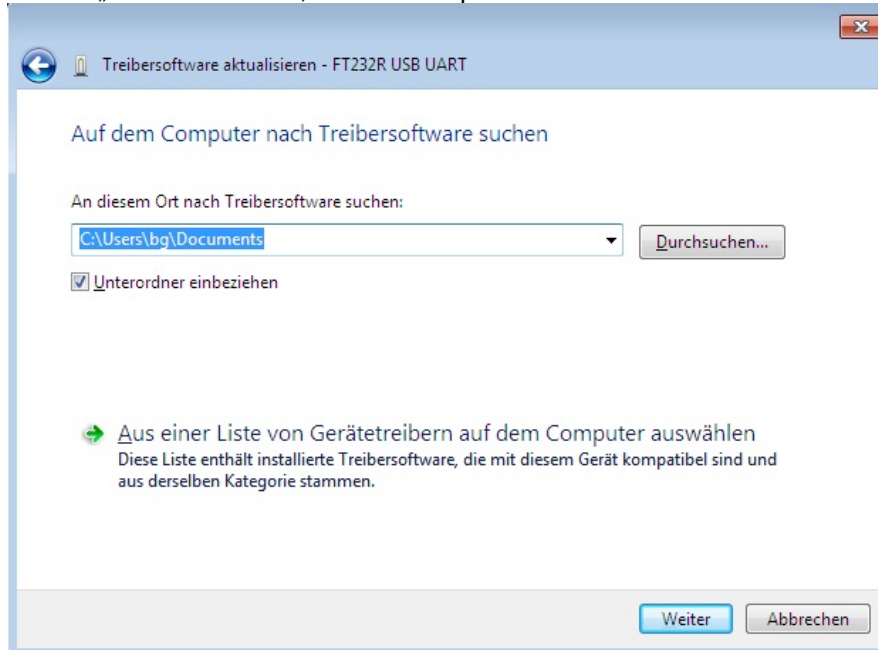 Treibersoftware aktualisieren - FT232R USB UART
Auf dem Computer nach Treibersoftware suchen
An diesem Ort nach Treibersoftware suchen:
C:\Users\bg\Documents
Durchsuchen...
Unterordner einbeziehen
Aus einer Liste von Gerätetreibern auf dem Computer auswählen
Diese Liste enthält installierte Treibersoftware, die mit diesem Gerät kompatibel sind und
aus derselben Kategorie stammen.
Weiter Abbrechen